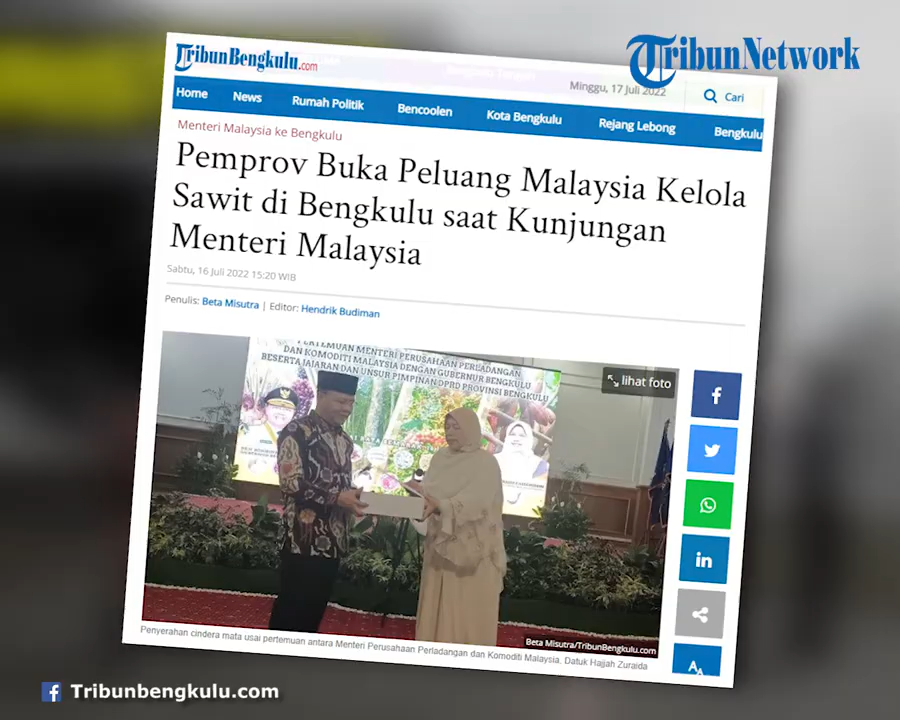 TribunNetwork
TribunBengkulu.com
Minggu, 17 Juli 2022
Cari
Home News Rumah Politik Bencoolen Kota Bengkulu Rejang Lebong Bengkulu
Menteri Malaysia ke Bengkulu
Pemprov Buka Peluang Malaysia Kelola
Sawit di Bengkulu saat Kunjungan
Menteri Malaysia
Sabtu, 16 Juli 2022 15:20 WIB
Penulis: Beta Misutra | Editor: Hendrik Budiman
lihat foto
PERTEMUAN MENTERI PERUSAHAAN PERLADANGAN
DAN KOMODITI MALAYSIA DENGAN GUBERNUR BENGKULU
BESERTA JAJARAN DAN UNSUR PIMPINAN DPRD PROVINSI BENGKULU
Beta Misutra/TribunBengkulu.com
Penyerahan cindera mata usai pertemuan antara Menteri Perusahaan Perladangan dan Komoditi Malaysia, Datuk Hajjah Zuraida
Tribunbengkulu.com